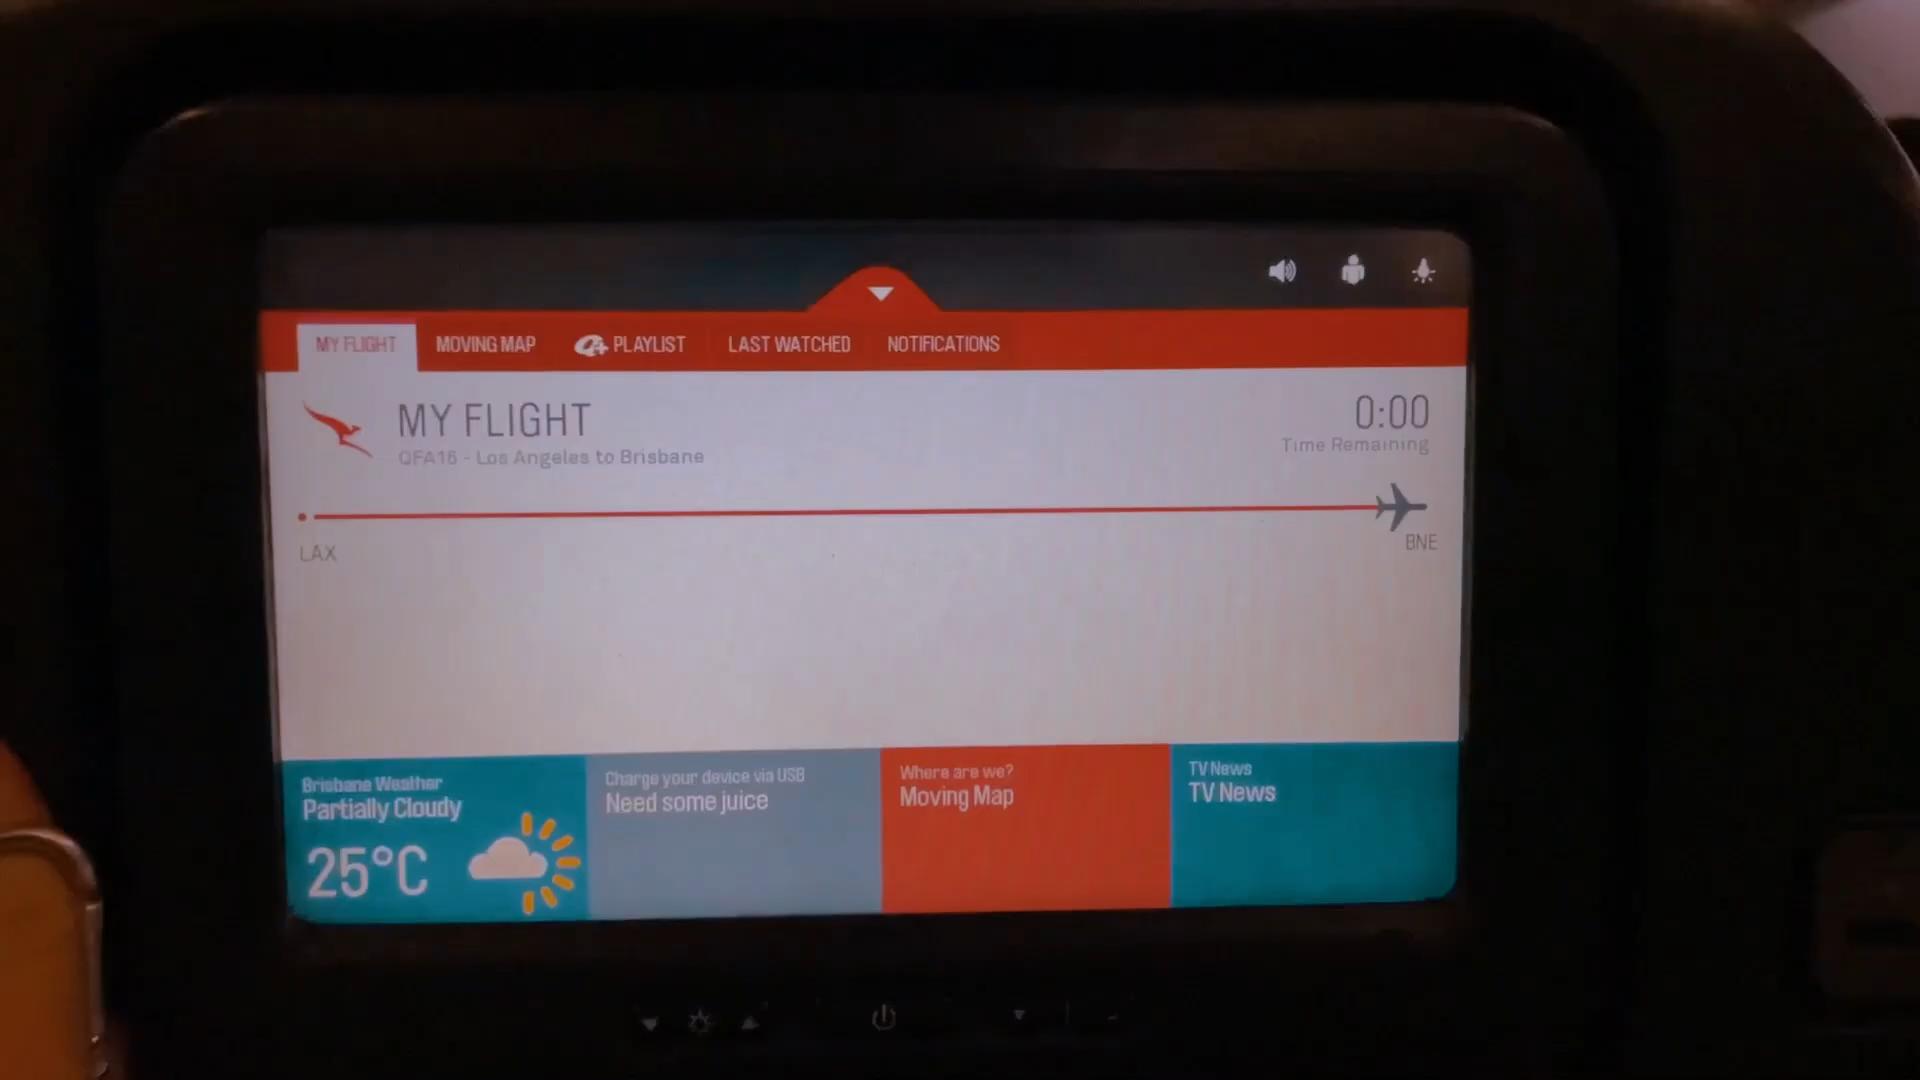 MY FLIGHT
MOVING MAP
PLAYLIST
LAST WATCHED
NOTIFICATIONS
MY FLIGHT
0:00
QFA16 - Los Angeles to Brisbane
Time Remaining
LAX
BNE
Brisbane Weather
Partially Cloudy
25°C
Charge your device via USB
Need some juice
Where are we?
Moving Map
TV News
TV News